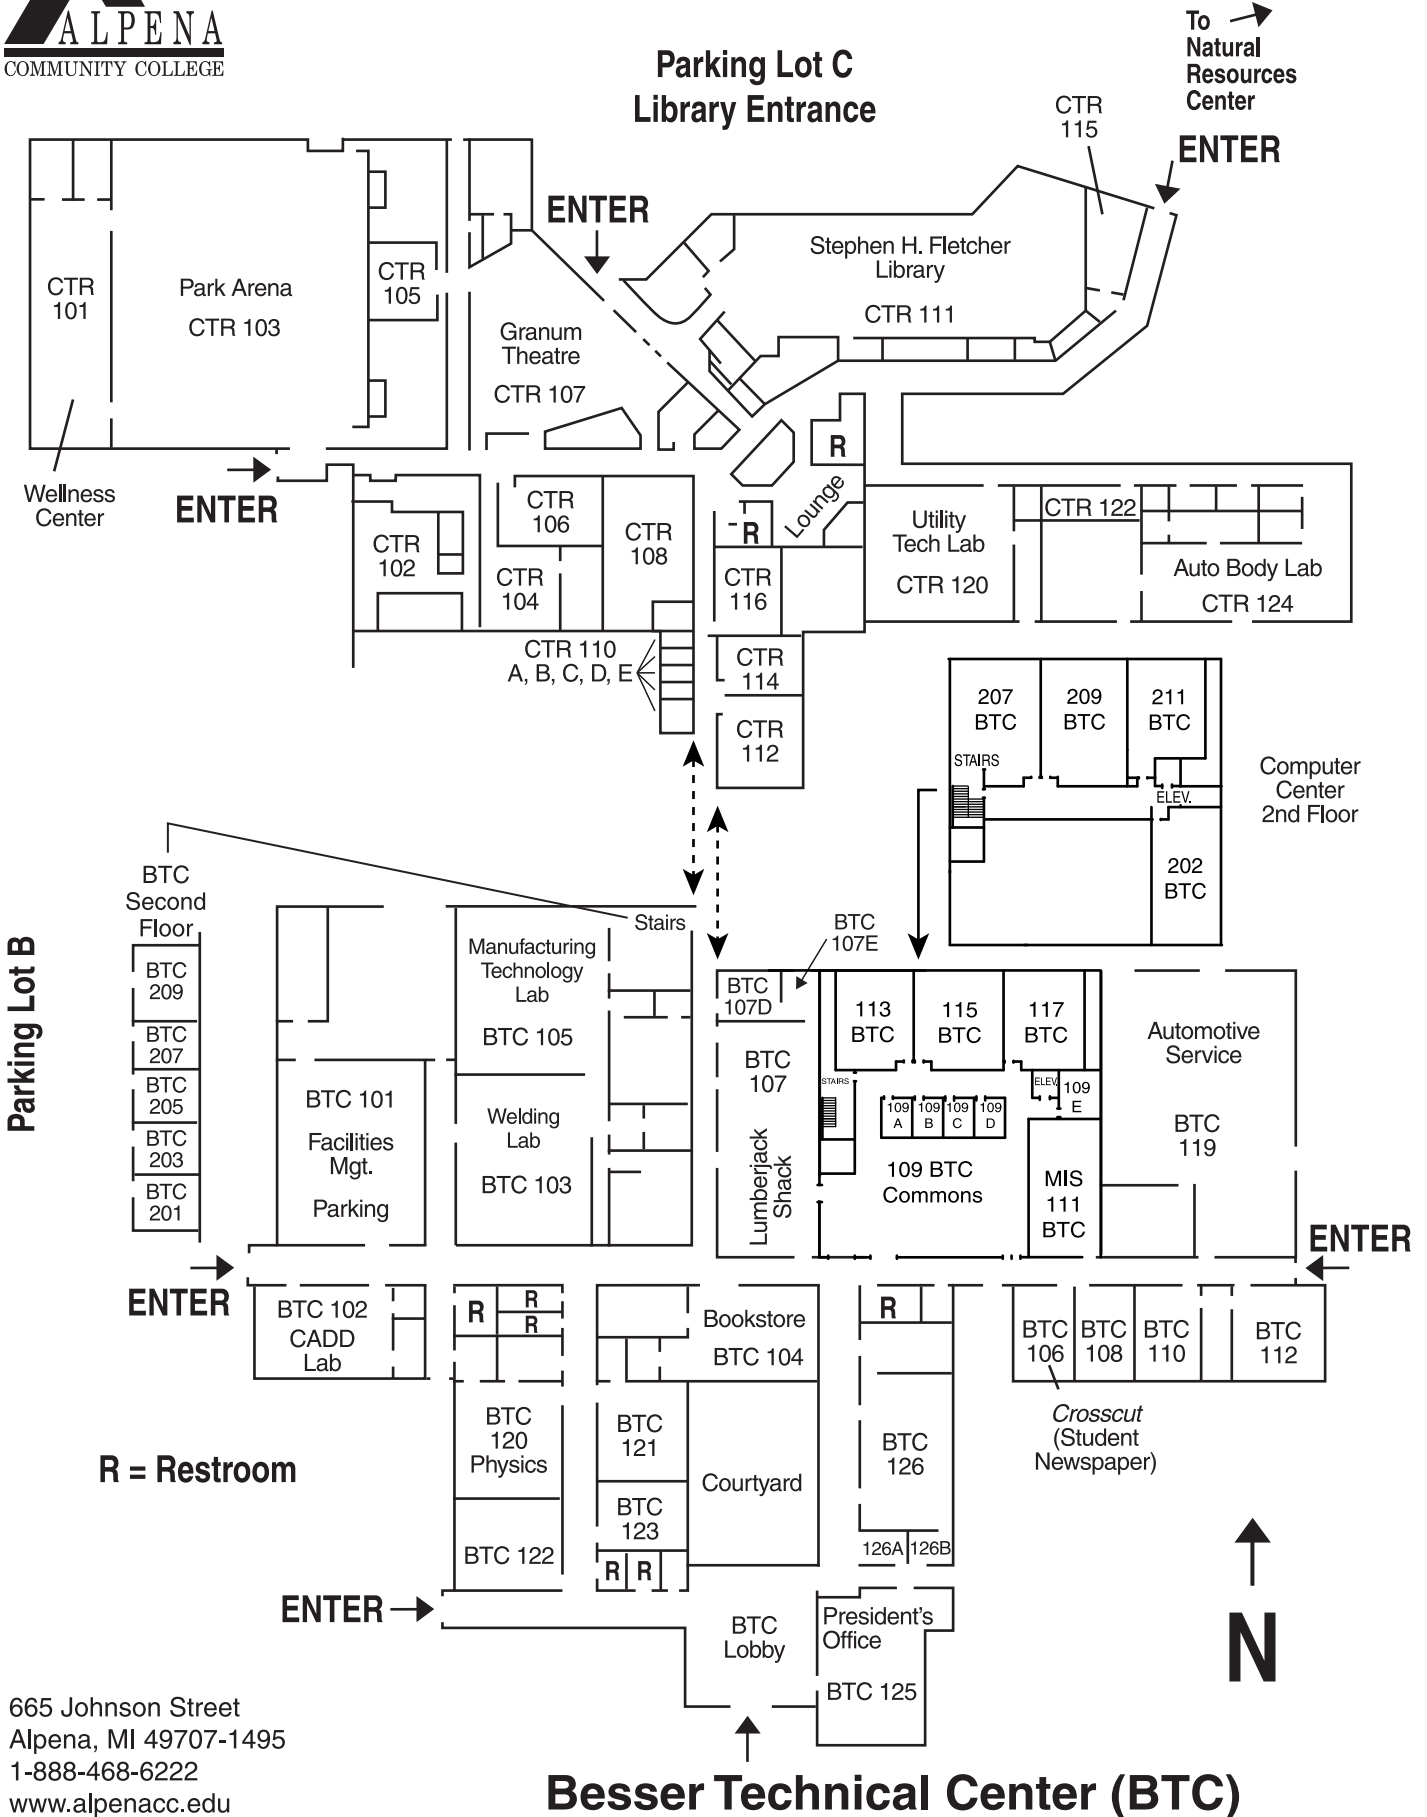 ALPENA
COMMUNITY COLLEGE
Parking Lot C
Library Entrance
To
Natural
Resources
Center
ENTER
CTR
115
ENTER
Stephen H. Fletcher
Library
CTR 111
CTR
101
Park Arena
CTR 103
CTR
105
Granum
Theatre
CTR 107
R
Wellness
Center
ENTER
CTR
102
CTR
106
CTR
104
CTR
108
R
Lounge
CTR
116
Utility
Tech Lab
CTR 120
CTR 122
Auto Body Lab
CTR 124
CTR 110
A, B, C, D, E
CTR
114
CTR
112
207
BTC
209
BTC
211
BTC
STAIRS
ELEV.
202
BTC
Computer
Center
2nd Floor
BTC
Second
Floor
BTC
209
BTC
207
BTC
205
BTC
203
BTC
201
Parking Lot B
Stairs
Manufacturing
Technology
Lab
BTC 105
BTC 101
Facilities
Mgt.
Parking
Welding
Lab
BTC 103
BTC
107E
BTC
107D
BTC
107
Lumberjack
Shack
113
BTC
115
BTC
117
BTC
STAIRS
ELEV.
109
E
109
A
109
B
109
C
109
D
109 BTC
Commons
MIS
111
BTC
Automotive
Service
BTC
119
ENTER
ENTER
BTC 102
CADD
Lab
R
R
R
Bookstore
BTC 104
R
BTC
106
BTC
108
BTC
110
BTC
112
Crosscut
(Student
Newspaper)
R = Restroom
BTC
120
Physics
BTC
121
Courtyard
BTC
126
BTC 122
BTC
123
R
R
126A
126B
ENTER
BTC
Lobby
President's
Office
BTC 125
N
665 Johnson Street
Alpena, MI 49707-1495
1-888-468-6222
www.alpenacc.edu
Besser Technical Center (BTC)